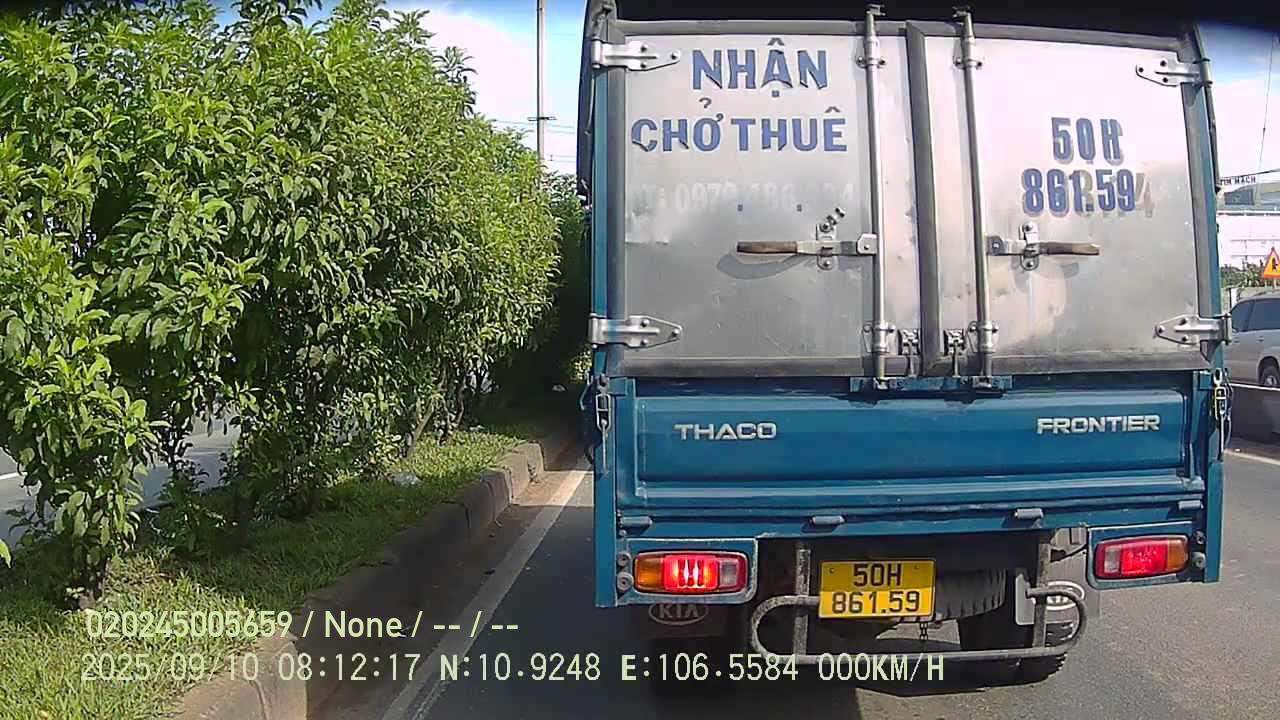 NHẬN
CHỞ THUÊ
50H
861.59
THACO
FRONTIER
50H
861.59
KIA
020245005659 / None / -- / --
2025/09/10 08:12:17 N:10.9248 E:106.5584 000KM/H